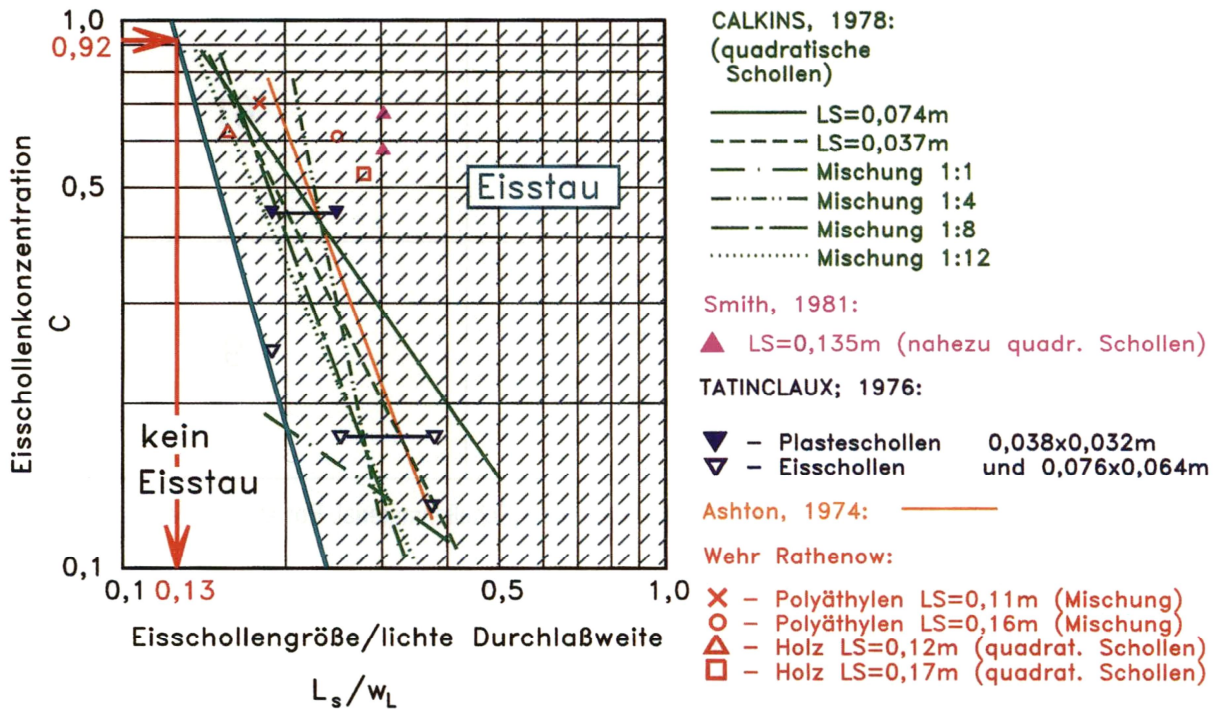 1,0
0,92
0,5
0,1
Eisschollenkonzentration
C
Eisstau
kein
Eisstau
0,1
0,13
0,5
1,0
Eisschollengröße/lichte Durchlaßweite
Ls/wL
CALKINS, 1978:
(quadratische
Schollen)
LS=0,074m
LS=0,037m
Mischung 1:1
Mischung 1:4
Mischung 1:8
Mischung 1:12
Smith, 1981:
LS=0,135m (nahezu quadr. Schollen)
TATINCLAUX; 1976:
– Plasteschollen 0,038x0,032m
– Eisschollen und 0,076x0,064m
Ashton, 1974:
Wehr Rathenow:
– Polyäthylen LS=0,11m (Mischung)
– Polyäthylen LS=0,16m (Mischung)
– Holz LS=0,12m (quadrat. Schollen)
– Holz LS=0,17m (quadrat. Schollen)